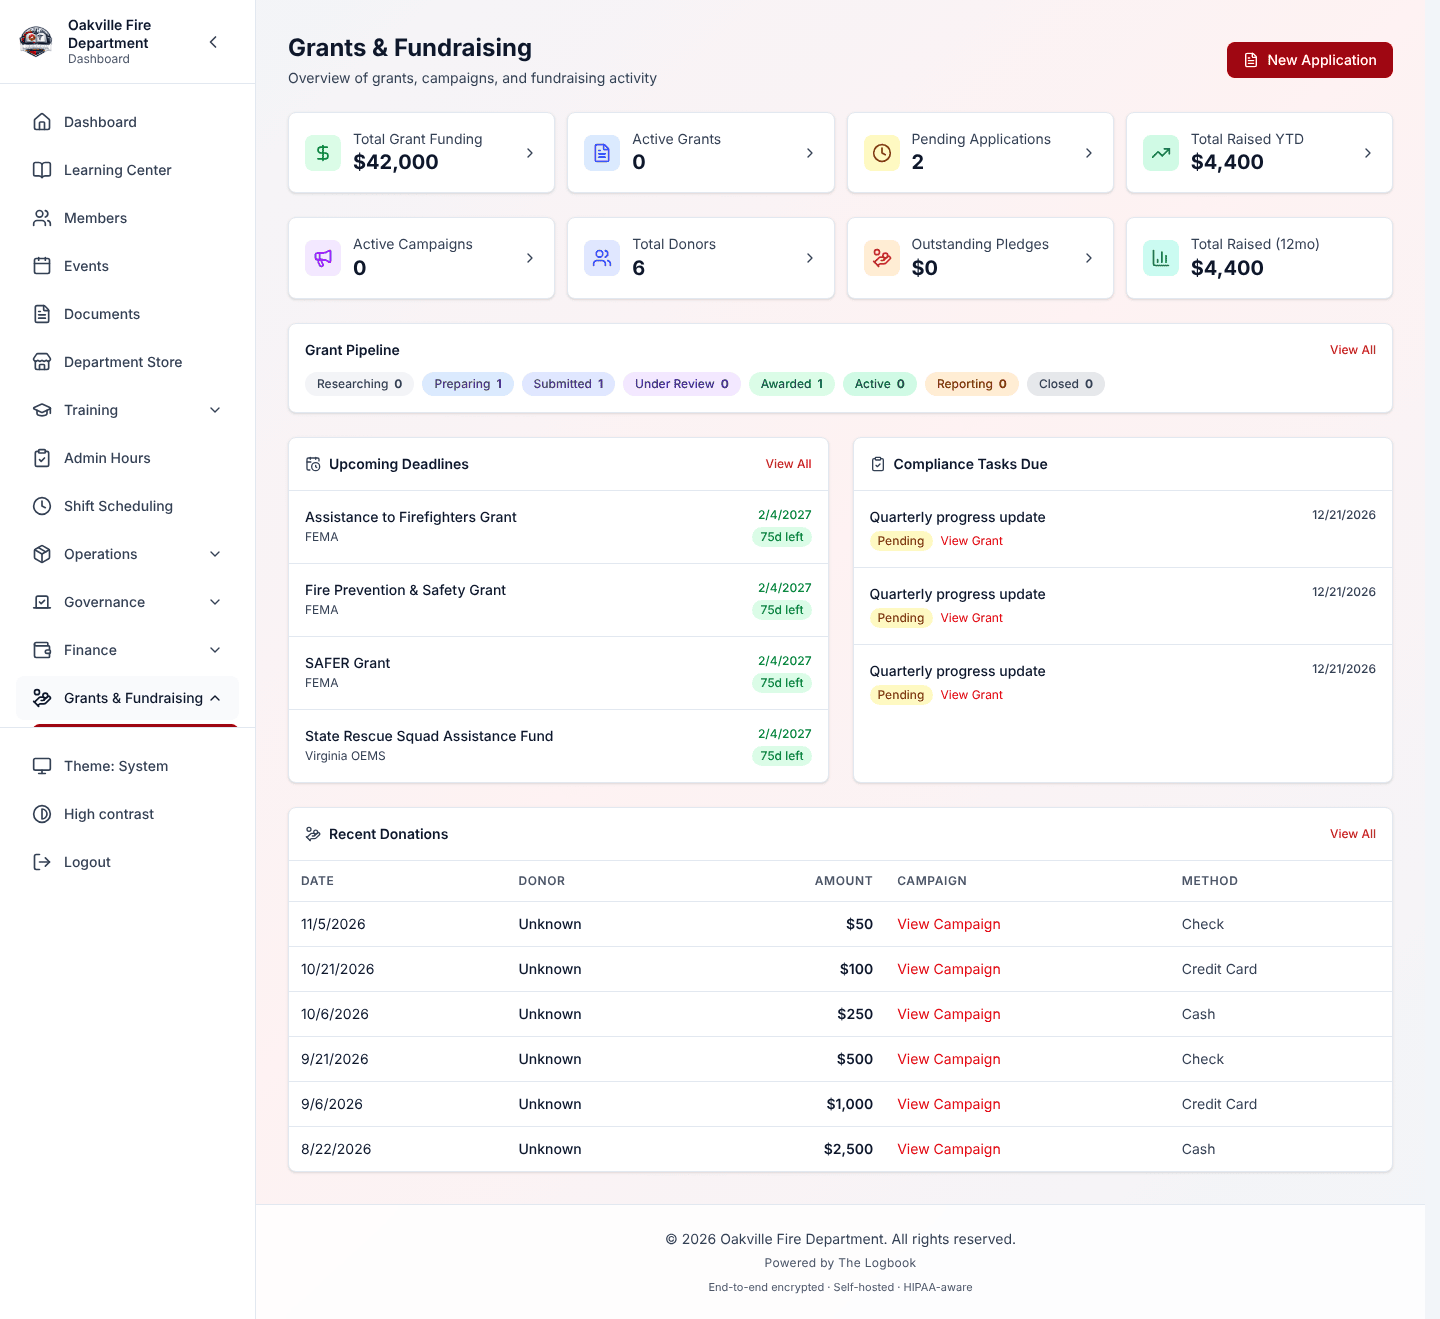 Oakville Fire
Department
Dashboard
Dashboard
Learning Center
Members
Events
Documents
Department Store
Training
Admin Hours
Shift Scheduling
Operations
Governance
Finance
Grants & Fundraising
Theme: System
High contrast
Logout
Grants & Fundraising
Overview of grants, campaigns, and fundraising activity
New Application
Total Grant Funding
$42,000
Active Grants
0
Pending Applications
2
Total Raised YTD
$4,400
Active Campaigns
0
Total Donors
6
Outstanding Pledges
$0
Total Raised (12mo)
$4,400
Grant Pipeline
View All
Researching 0
Preparing 1
Submitted 1
Under Review 0
Awarded 1
Active 0
Reporting 0
Closed 0
Upcoming Deadlines
View All
Assistance to Firefighters Grant
2/4/2027
FEMA
75d left
Fire Prevention & Safety Grant
2/4/2027
FEMA
75d left
SAFER Grant
2/4/2027
FEMA
75d left
State Rescue Squad Assistance Fund
2/4/2027
Virginia OEMS
75d left
Compliance Tasks Due
Quarterly progress update
12/21/2026
Pending View Grant
Quarterly progress update
12/21/2026
Pending View Grant
Quarterly progress update
12/21/2026
Pending View Grant
Recent Donations
View All
DATE DONOR AMOUNT CAMPAIGN METHOD
11/5/2026 Unknown $50 View Campaign Check
10/21/2026 Unknown $100 View Campaign Credit Card
10/6/2026 Unknown $250 View Campaign Cash
9/21/2026 Unknown $500 View Campaign Check
9/6/2026 Unknown $1,000 View Campaign Credit Card
8/22/2026 Unknown $2,500 View Campaign Cash
© 2026 Oakville Fire Department. All rights reserved.
Powered by The Logbook
End-to-end encrypted · Self-hosted · HIPAA-aware